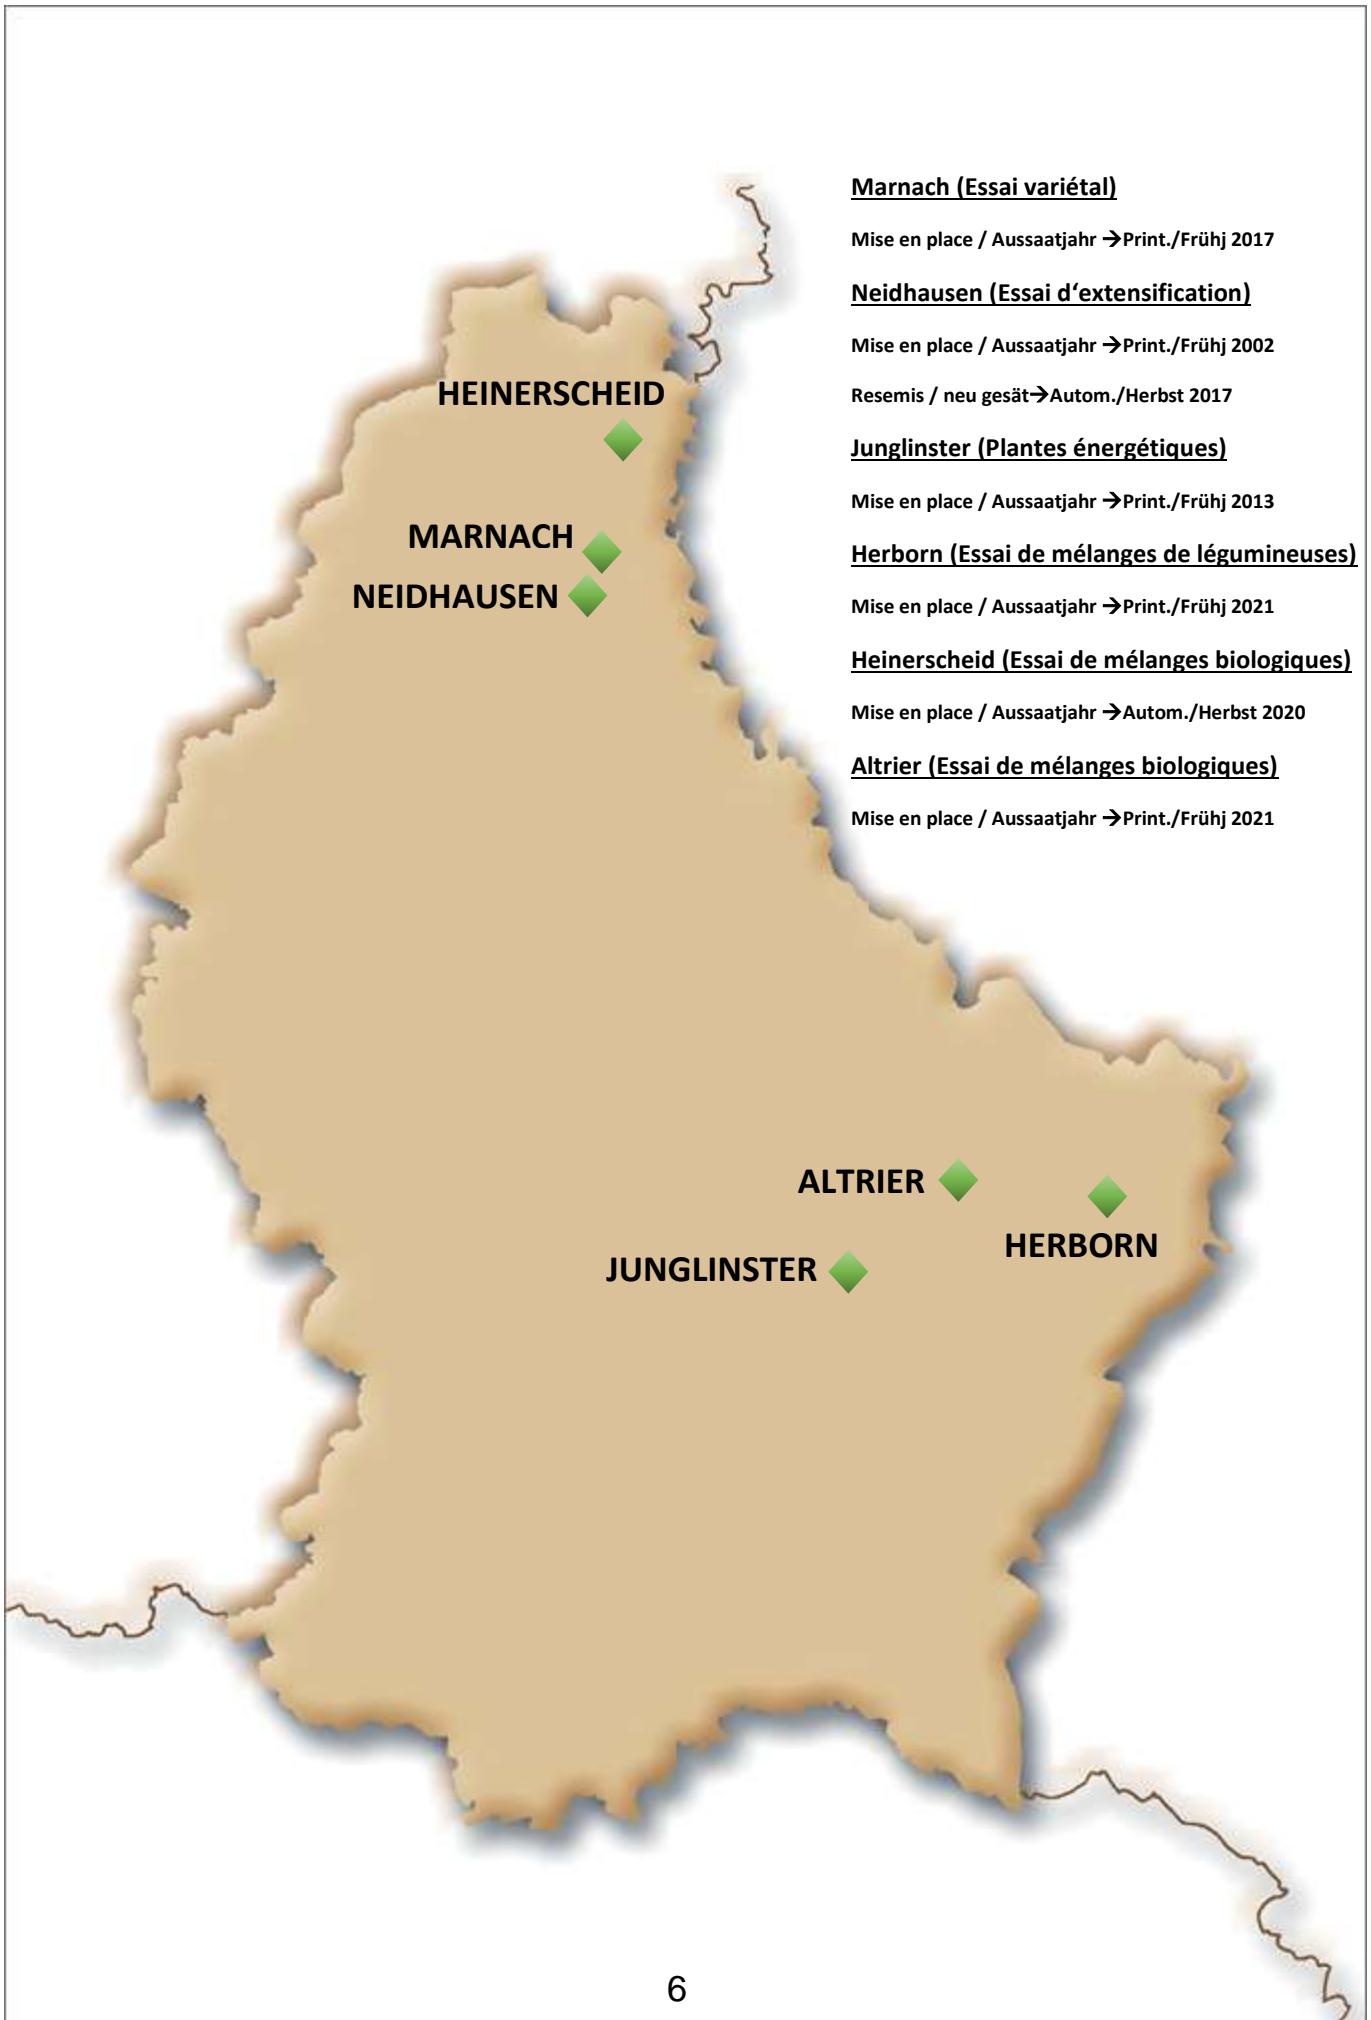 Marnach (Essai variétal)
Mise en place / Aussaatjahr →Print./Frühj 2017
Neidhausen (Essai d‘extensification)
Mise en place / Aussaatjahr →Print./Frühj 2002
Resemis / neu gesät→Autom./Herbst 2017
Junglinster (Plantes énergétiques)
Mise en place / Aussaatjahr →Print./Frühj 2013
Herborn (Essai de mélanges de légumineuses)
Mise en place / Aussaatjahr →Print./Frühj 2021
Heinerscheid (Essai de mélanges biologiques)
Mise en place / Aussaatjahr →Autom./Herbst 2020
Altrier (Essai de mélanges biologiques)
Mise en place / Aussaatjahr →Print./Frühj 2021
HEINERSCHEID
MARNACH
NEIDHAUSEN
ALTRIER
HERBORN
JUNGLINSTER
6